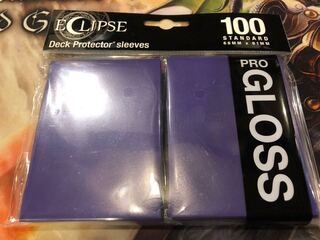 ECLIPSE
Deck Protector® sleeves
100
STANDARD
66MM x 91MM
PRO
GLOSS